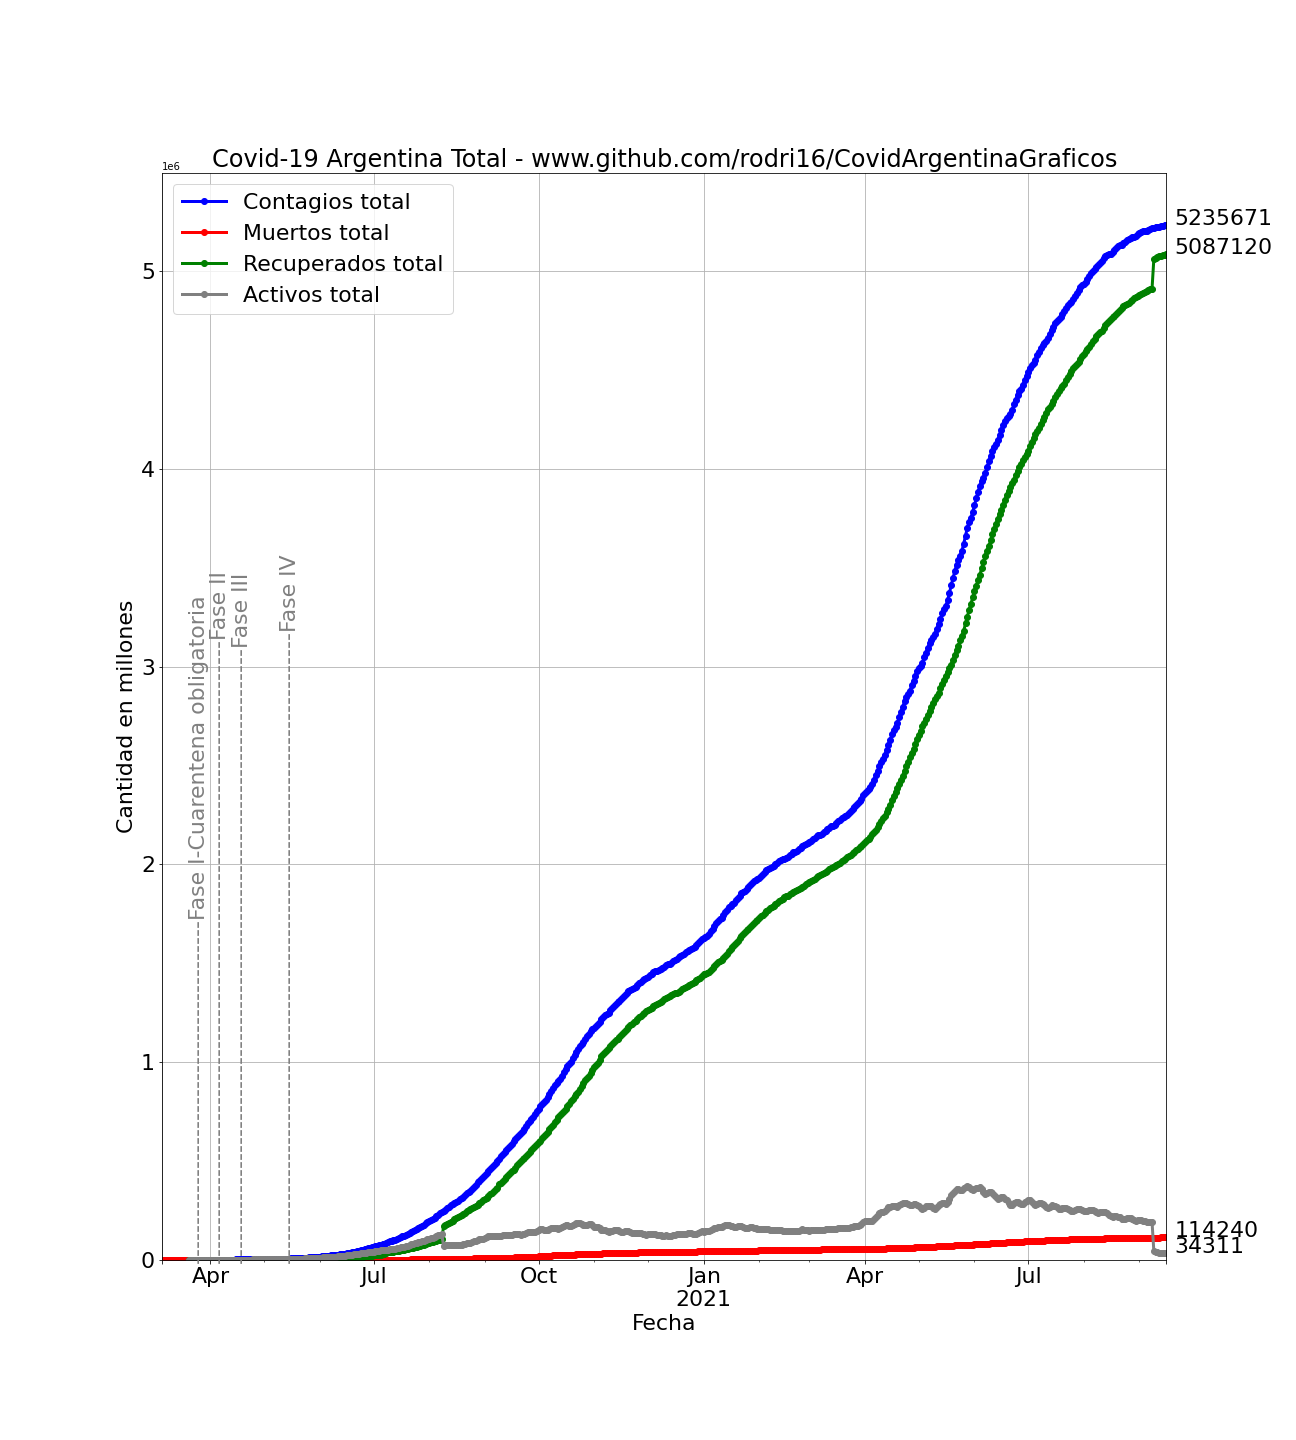 Covid-19 Argentina Total - www.github.com/rodri16/CovidArgentinaGraficos
1e6
Contagios total
Muertos total
Recuperados total
Activos total
5235671
5087120
5
4
3
2
1
0
Cantidad en millones
Fase I-Cuarentena obligatoria
Fase II
Fase III
Fase IV
114240
34311
Apr
Jul
Oct
Jan
2021
Apr
Jul
Fecha